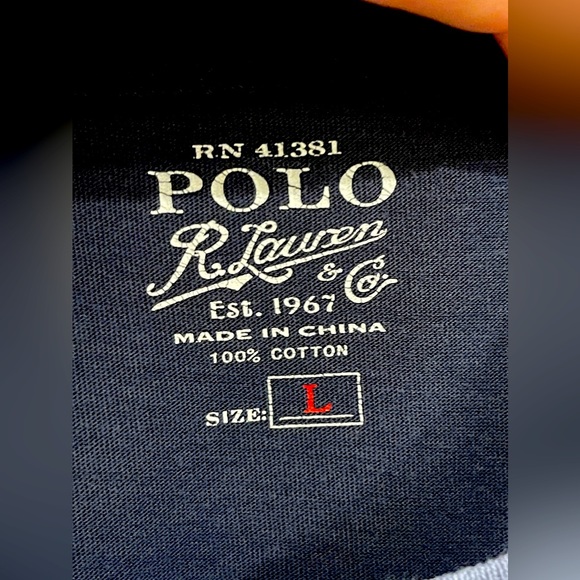 RN 41381
POLO
R. Lauren
& Co.
Est. 1967
MADE IN CHINA
100% COTTON
SIZE: L